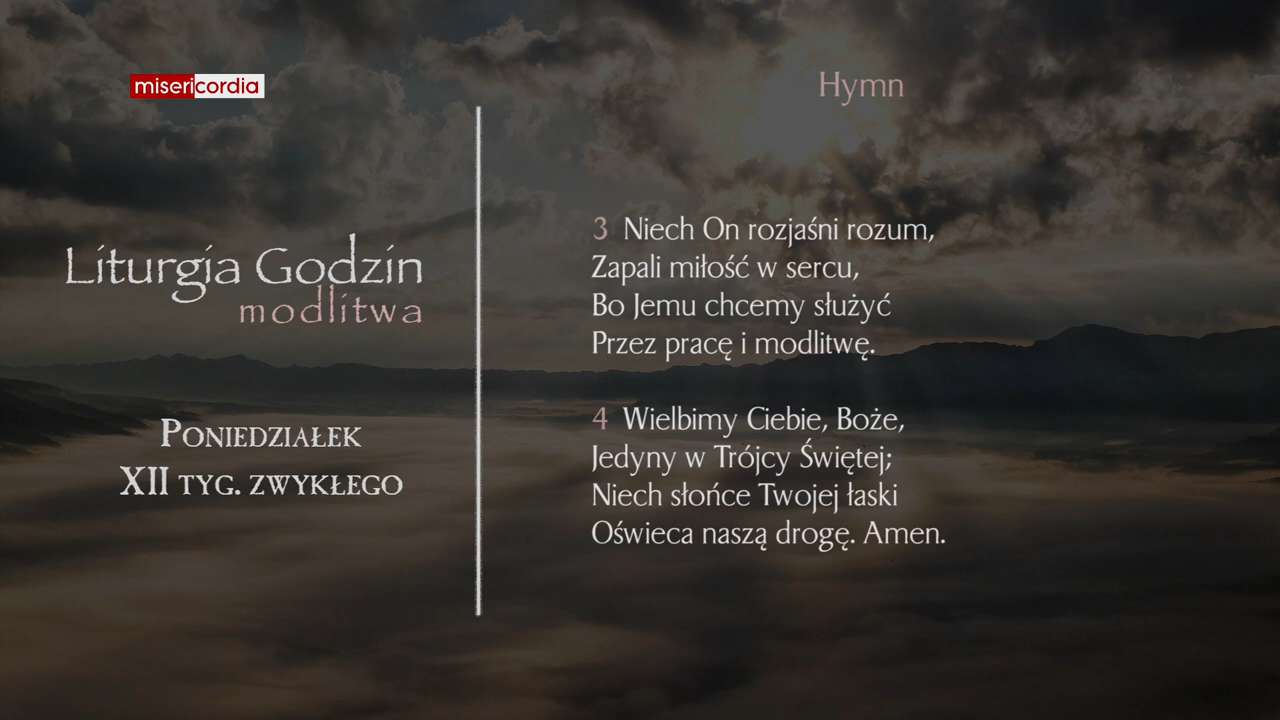 misericordia
Liturgia Godzin
modlitwa
Poniedziałek
XII tyg. zwykłego
Hymn
3 Niech On rozjaśni rozum,
Zapali miłość w sercu,
Bo Jemu chcemy służyć
Przez pracę i modlitwę.
4 Wielbimy Ciebie, Boże,
Jedyny w Trójcy Świętej;
Niech słońce Twojej łaski
Oświeca naszą drogę. Amen.